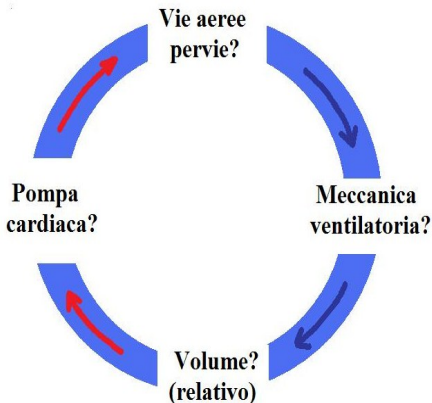 Vie aeree
pervie?
Meccanica
ventilatoria?
Volume?
(relativo)
Pompa
cardiaca?